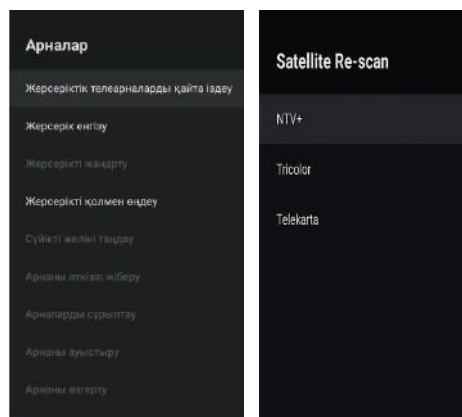 Арналар
Жерсеріктік телеарналарды қайта іздеу
Жерсерік енгізу
Жерсерікті жаңарту
Жерсерікті қолмен өңдеу
Сүйікті желіні таңдау
Арнаны өткізіп жіберу
Арналарды сұрыптау
Арнаны ауыстыру
Арнаны өзгерту
Satellite Re-scan
NTV+
Tricolor
Telekarta